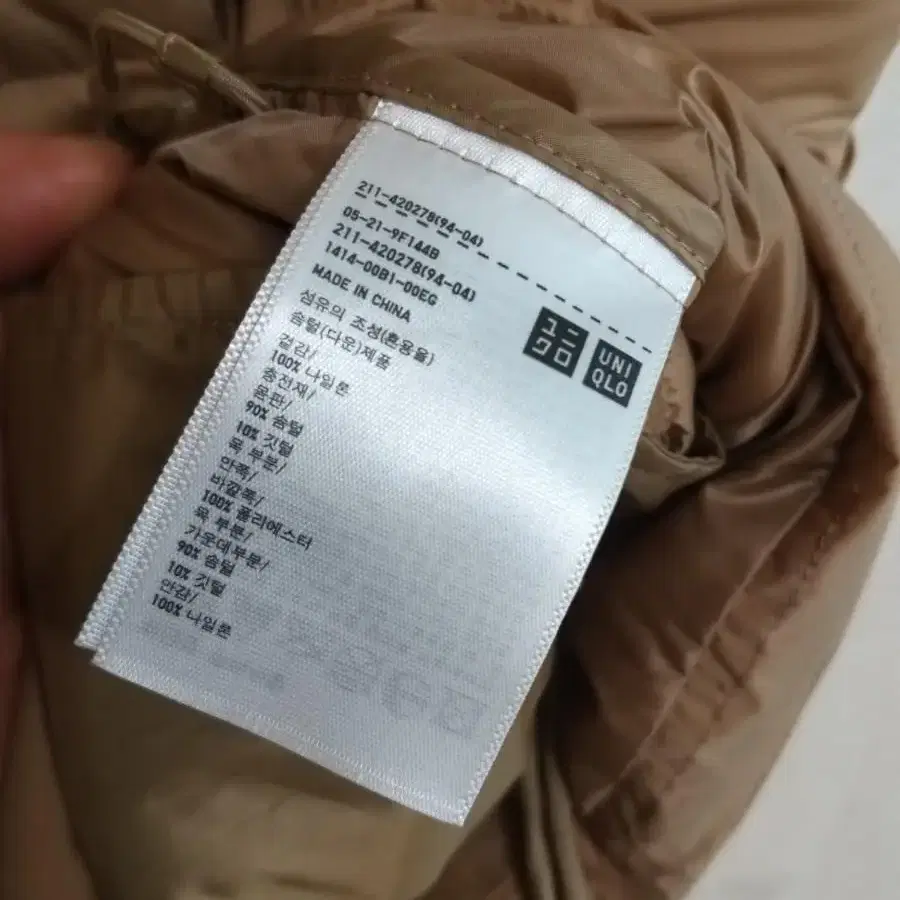 211-420278(94-04)
05-21-9F144B
211-420278(94-04)
1414-00B1-00EG
MADE IN CHINA
섬유의 조성(혼용율)
솜털(다운)제품
겉감/
100% 나일론
충전재/
몸판/
90% 솜털
10% 깃털
목 부분/
안쪽/
바깥쪽/
100% 폴리에스터
목 부분/
가운데부분/
90% 솜털
10% 깃털
안감/
100% 나일론
ユニ
クロ
UNI
QLO